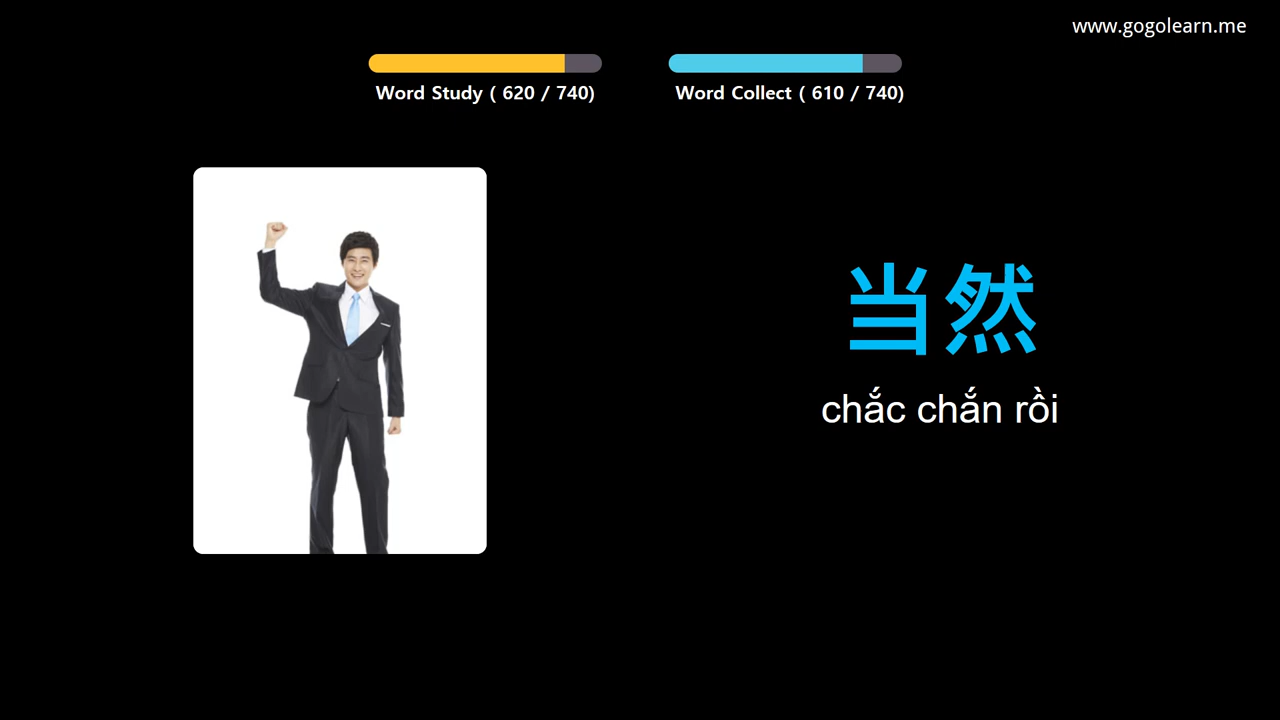 www.gogolearn.me
Word Study ( 620 / 740)
Word Collect ( 610 / 740)
当然
chắc chắn rồi